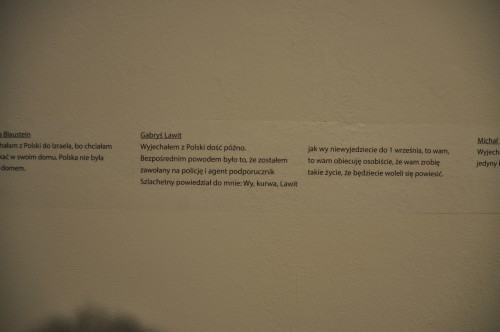 a Blaustein
hałam z Polski do Izraela, bo chciałam
kać w swoim domu. Polska nie była
domem.
Gabryś Lawit
Wyjechałem z Polski dość późno.
Bezpośrednim powodem było to, że zostałem
zawołany na policję i agent podporucznik
Szlachetny powiedział do mnie: Wy, kurwa, Lawit
jak wy niewyjedziecie do 1 września, to wam,
to wam obiecuję osobiście, że wam zrobię
takie życie, że będziecie woleli się powiesić.
Michał
Wyjech
jedyny